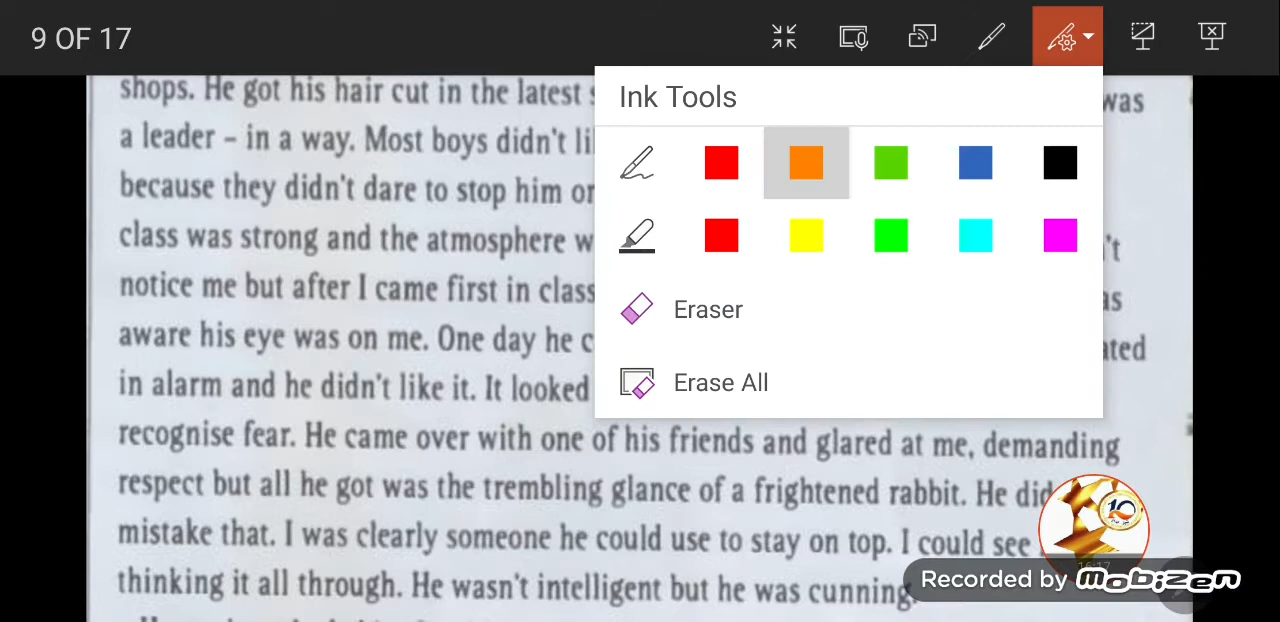 9 OF 17
Ink Tools
Eraser
Erase All
shops. He got his hair cut in the latest was
a leader – in a way. Most boys didn't
because they didn't dare to stop him
class was strong and the atmosphere 't
notice me but after I came first in class
aware his eye was on me. One day he
in alarm and he didn't like it. It looked
recognise fear. He came over with one of his friends and glared at me, demanding
respect but all he got was the trembling glance of a frightened rabbit. He
mistake that. I was clearly someone he could use to stay on top. I could see
thinking it all through. He wasn't intelligent but he was cunning.
10
16:17
Recorded by mobizen